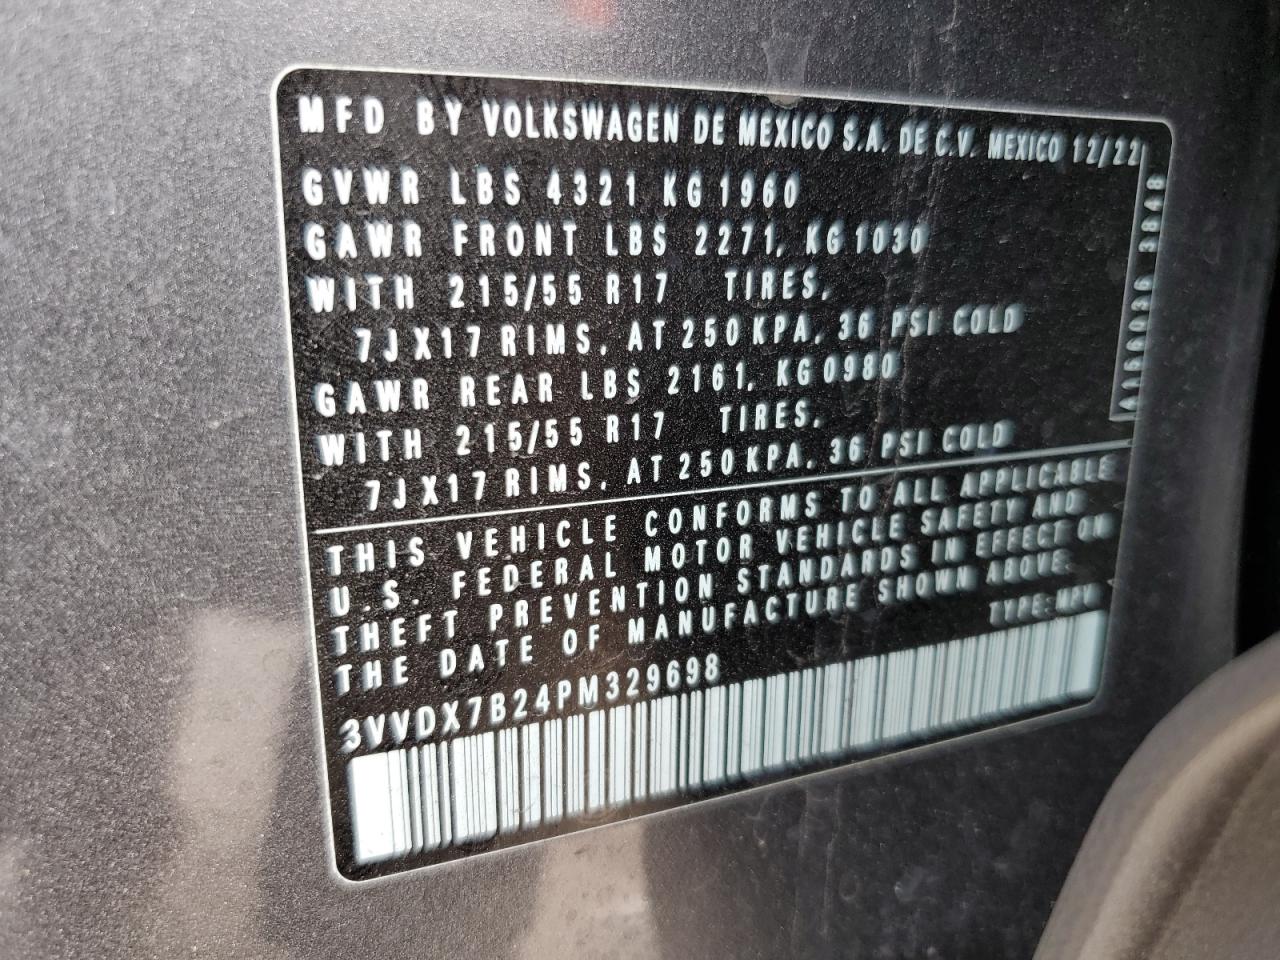 MFD BY VOLKSWAGEN DE MEXICO S.A. DE C.V. MEXICO 12/22
GVWR LBS 4321 KG 1960
GAWR FRONT LBS 2271, KG 1030
WITH 215/55 R17 TIRES,
7JX17 RIMS, AT 250 KPA, 36 PSI COLD
GAWR REAR LBS 2161, KG 0980
WITH 215/55 R17 TIRES,
7JX17 RIMS, AT 250 KPA, 36 PSI COLD
THIS VEHICLE CONFORMS TO ALL APPLICABLE
U.S. FEDERAL MOTOR VEHICLE SAFETY AND
THEFT PREVENTION STANDARDS IN EFFECT ON
THE DATE OF MANUFACTURE SHOWN ABOVE.
TYPE: MPV
3VVDX7B24PM329698
3848